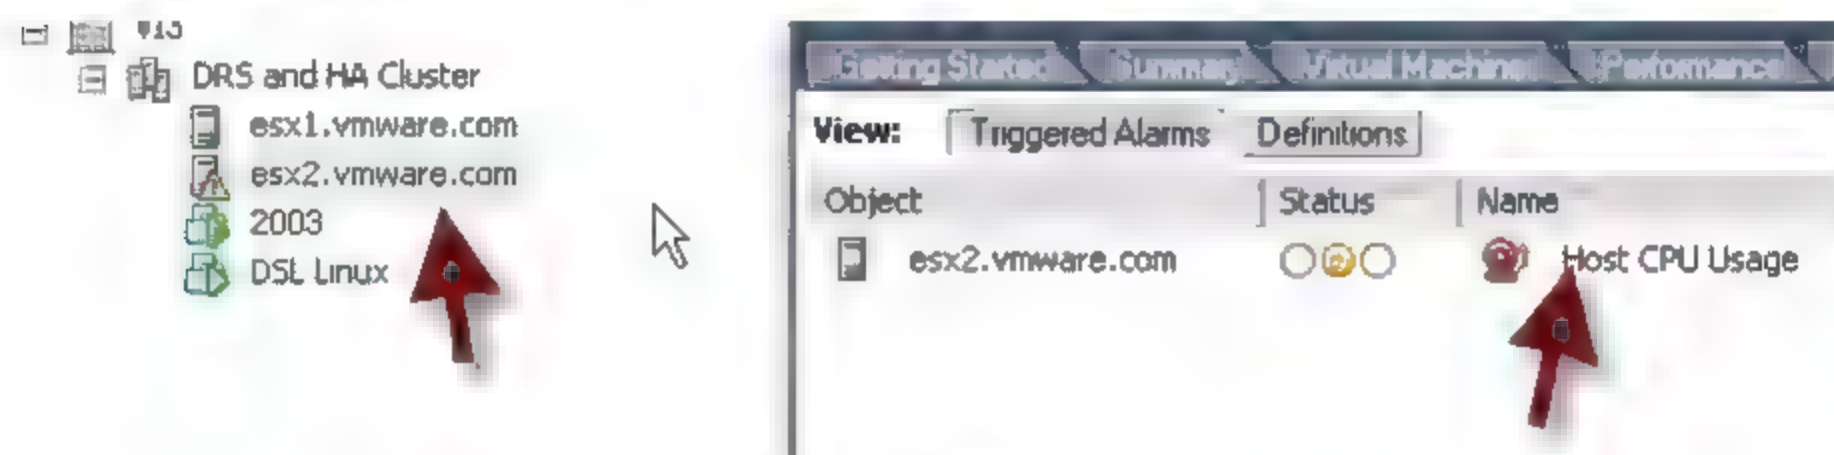 DRS and HA Cluster
esx1.vmware.com
esx2.vmware.com
2003
DSL Linux
Getting Started Summary Virtual Machines Performance
View: Triggered Alarms Definitions
Object Status Name
esx2.vmware.com Host CPU Usage